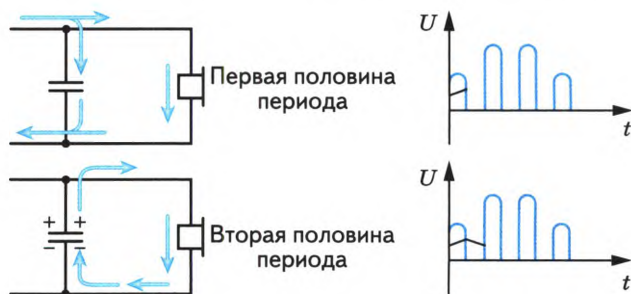 U
Первая половина
периода
t
U
+ +
– –
Вторая половина
периода
t